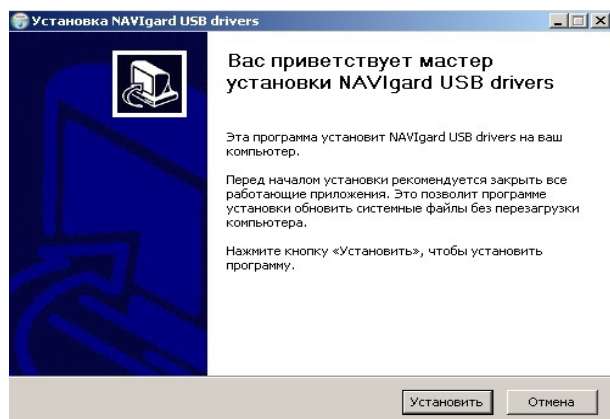 Установка NAVIgard USB drivers
Вас приветствует мастер
установки NAVIgard USB drivers
Эта программа установит NAVIgard USB drivers на ваш
компьютер.
Перед началом установки рекомендуется закрыть все
работающие приложения. Это позволит программе
установки обновить системные файлы без перезагрузки
компьютера.
Нажмите кнопку «Установить», чтобы установить
программу.
Установить
Отмена